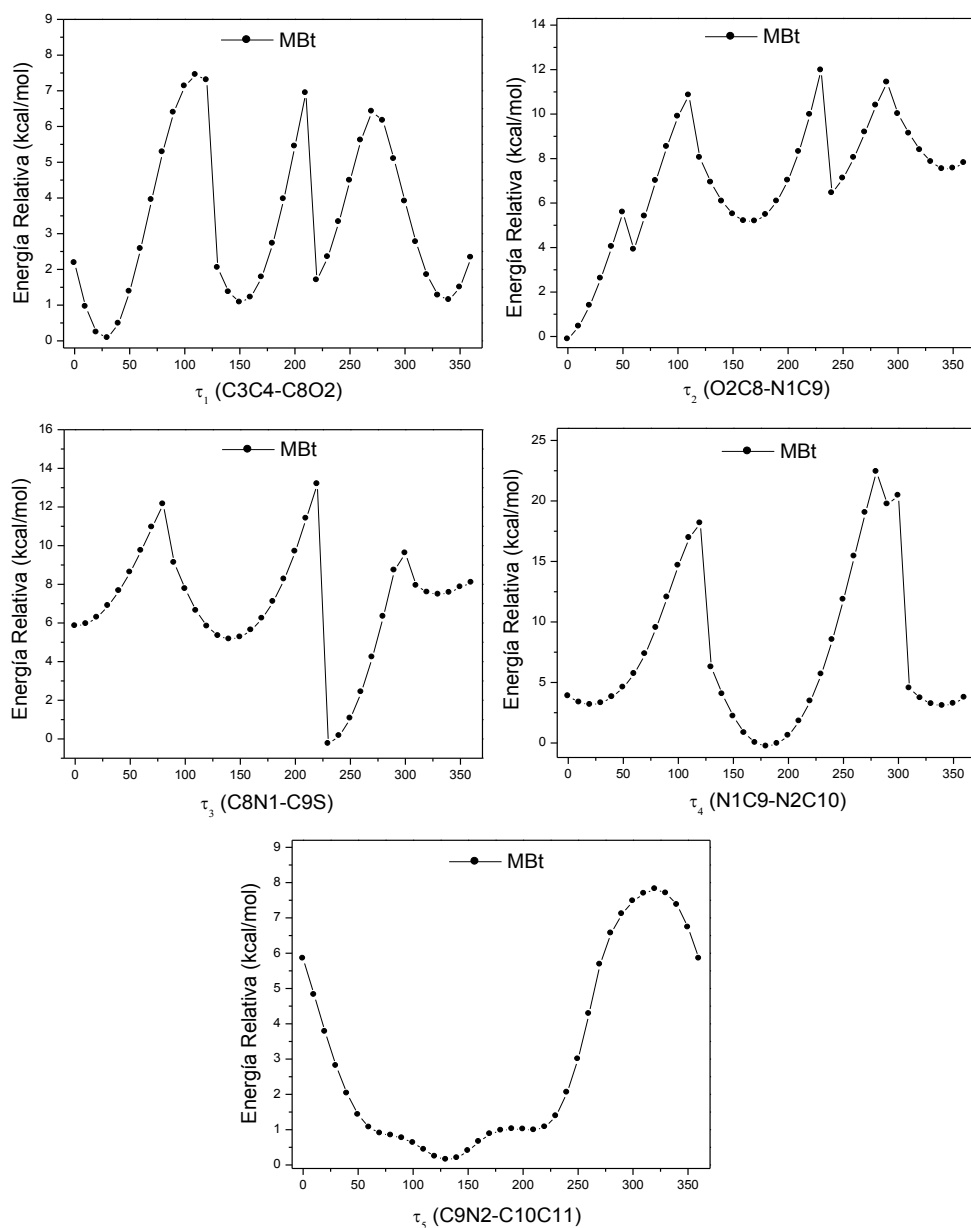 MBt
9
8
7
6
5
4
3
2
1
0
Energía Relativa (kcal/mol)
0 50 100 150 200 250 300 350
τ₁ (C3C4-C8O2)
MBt
14
12
10
8
6
4
2
0
Energía Relativa (kcal/mol)
0 50 100 150 200 250 300 350
τ₂ (O2C8-N1C9)
MBt
16
14
12
10
8
6
4
2
0
Energía Relativa (kcal/mol)
0 50 100 150 200 250 300 350
τ₃ (C8N1-C9S)
MBt
25
20
15
10
5
0
Energía Relativa (kcal/mol)
0 50 100 150 200 250 300 350
τ₄ (N1C9-N2C10)
MBt
9
8
7
6
5
4
3
2
1
0
Energía Relativa (kcal/mol)
0 50 100 150 200 250 300 350
τ₅ (C9N2-C10C11)